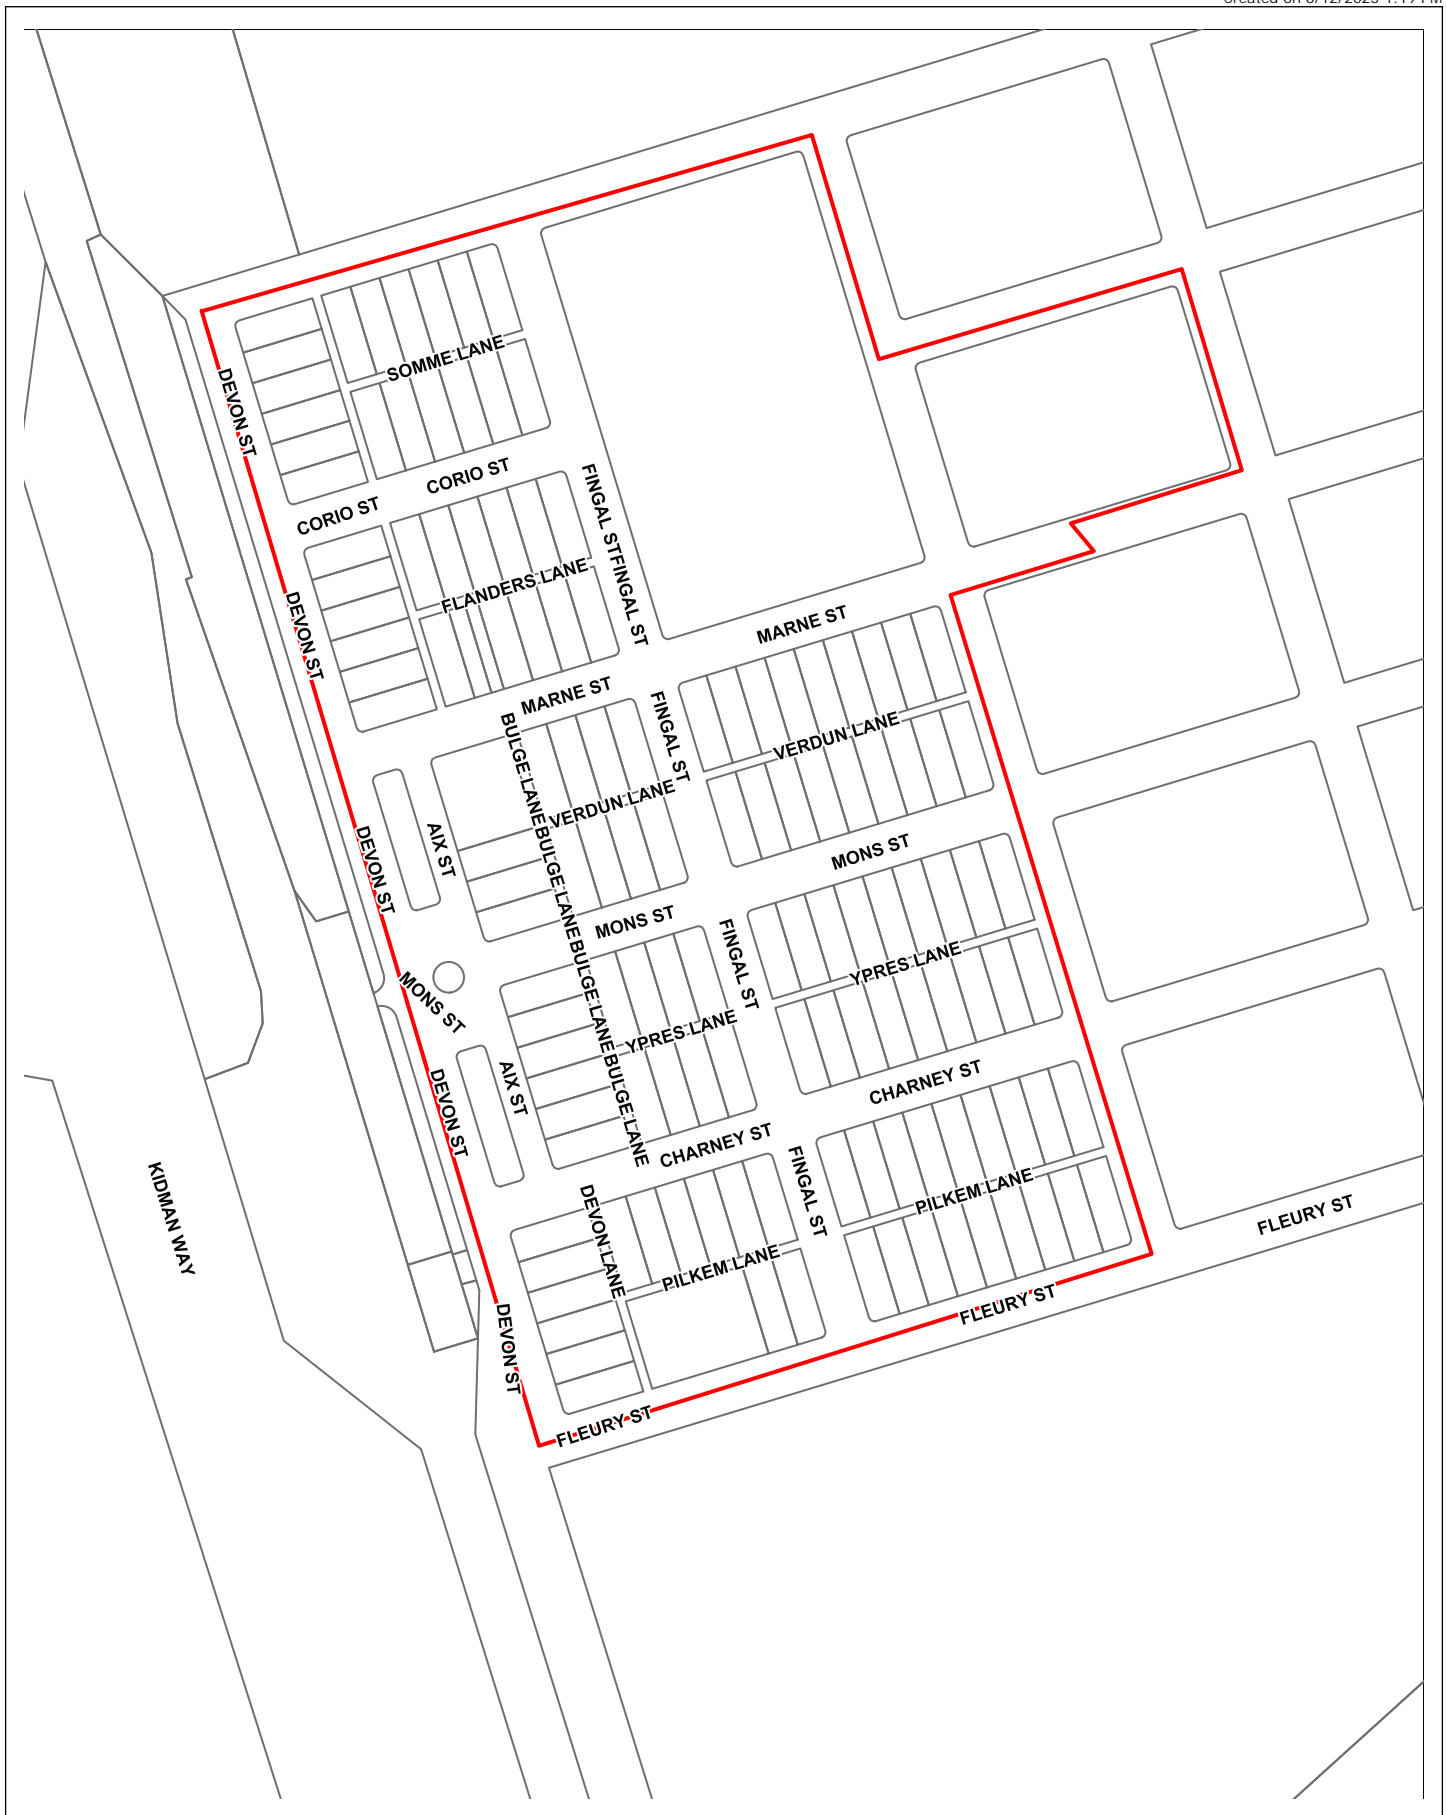 SOMME LANE
DEVON ST
CORIO ST
CORIO ST
FINGAL ST
FINGAL ST
FLANDERS LANE
DEVON ST
MARNE ST
MARNE ST
FINGAL ST
BULGE LANE
VERDUN LANE
VERDUN LANE
AIX ST
DEVON ST
BULGE LANE
MONS ST
MONS ST
FINGAL ST
BULGE LANE
YPRES LANE
YPRES LANE
MONS ST
BULGE LANE
AIX ST
DEVON ST
CHARNEY ST
CHARNEY ST
FINGAL ST
KIDMAN WAY
DEVON LANE
PILKEM LANE
PILKEM LANE
FLEURY ST
FLEURY ST
DEVON ST
FLEURY ST